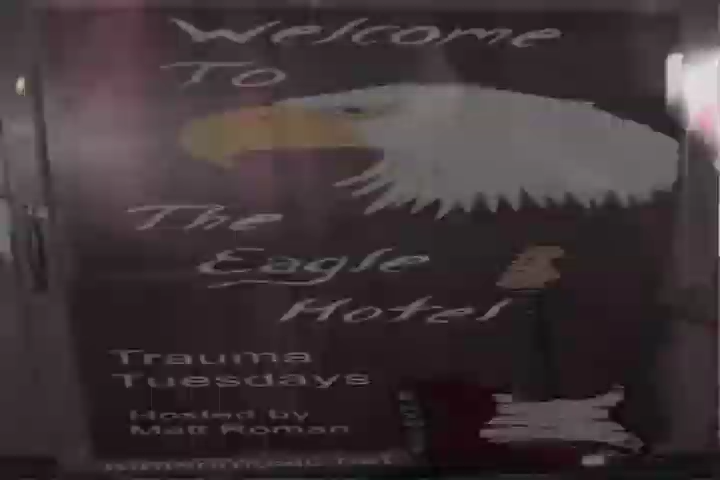 Welcome
To
The
Eagle
Hotel
Trauma
Tuesdays
Hosted by
Matt Roman